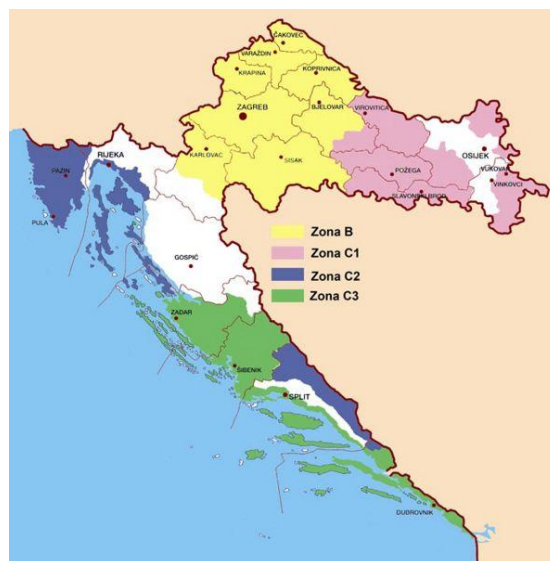 ČAKOVEC
VARAŽDIN
KRAPINA
KOPRIVNICA
ZAGREB
BJELOVAR
VIROVITICA
RIJEKA
KARLOVAC
SISAK
OSIJEK
PAZIN
POŽEGA
VUKOVAR
VINKOVCI
SLAVONSKI BROD
PULA
GOSPIĆ
Zona B
Zona C1
Zona C2
Zona C3
ZADAR
ŠIBENIK
SPLIT
DUBROVNIK